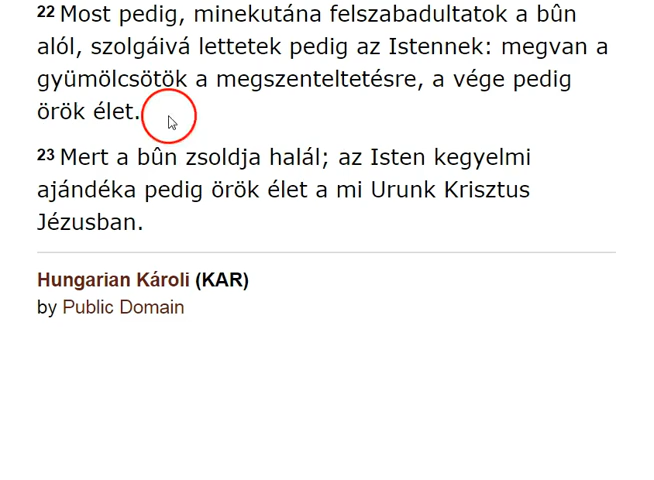 22 Most pedig, minekutána felszabadultatok a bûn
alól, szolgáivá lettetek pedig az Istennek: megvan a
gyümölcsötök a megszenteltetésre, a vége pedig
örök élet.
23 Mert a bûn zsoldja halál; az Isten kegyelmi
ajándéka pedig örök élet a mi Urunk Krisztus
Jézusban.
Hungarian Károli (KAR)
by Public Domain